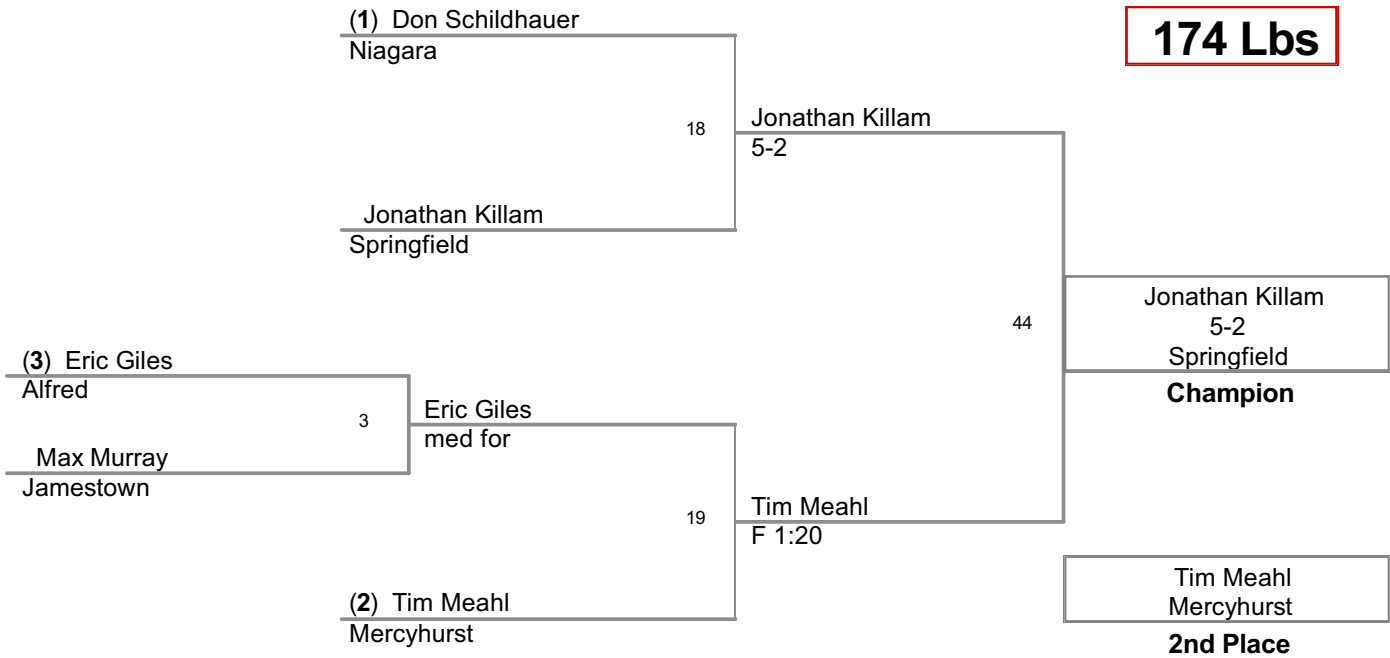 (1) Don Schildhauer
Niagara
174 Lbs
18
Jonathan Killam
5-2
Jonathan Killam
Springfield
44
Jonathan Killam
5-2
Springfield
Champion
(3) Eric Giles
Alfred
3
Eric Giles
med for
Max Murray
Jamestown
19
Tim Meahl
F 1:20
(2) Tim Meahl
Mercyhurst
Tim Meahl
Mercyhurst
2nd Place